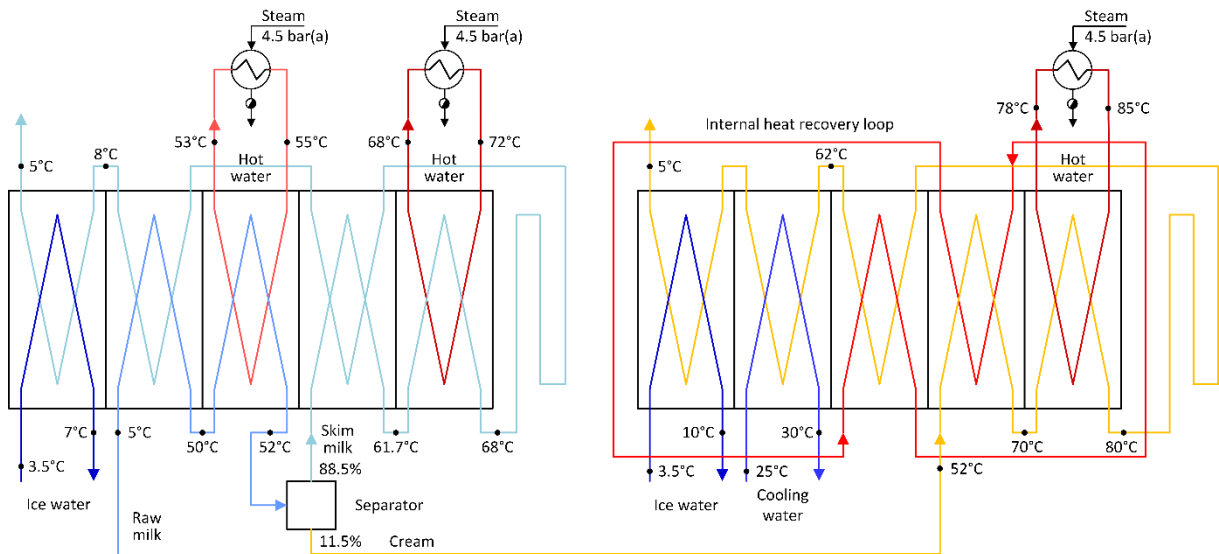 Steam
4.5 bar(a)
Steam
4.5 bar(a)
Steam
4.5 bar(a)
78°C
85°C
Internal heat recovery loop
53°C
55°C
68°C
72°C
8°C
62°C
5°C
Hot
water
Hot
water
5°C
Hot
water
7°C
5°C
50°C
52°C
Skim
milk
61.7°C
68°C
10°C
30°C
70°C
80°C
3.5°C
88.5%
3.5°C
25°C
52°C
Ice water
Raw
milk
Separator
Ice water
Cooling
water
11.5%
Cream